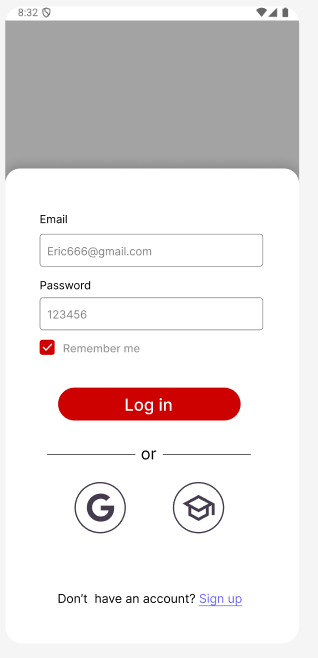 8:32
Email
Eric666@gmail.com
Password
123456
Remember me
Log in
or
G
Don't  have an account? Sign up